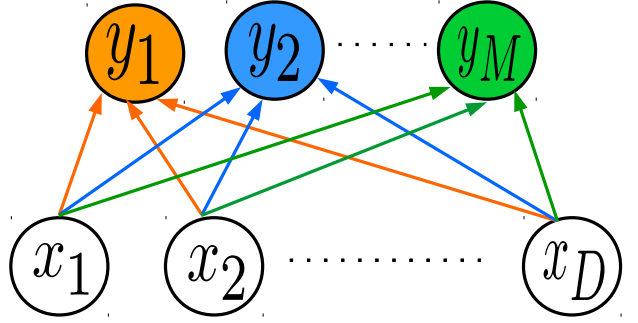 y1 y2 ...... yM
x1 x2 ............ xD